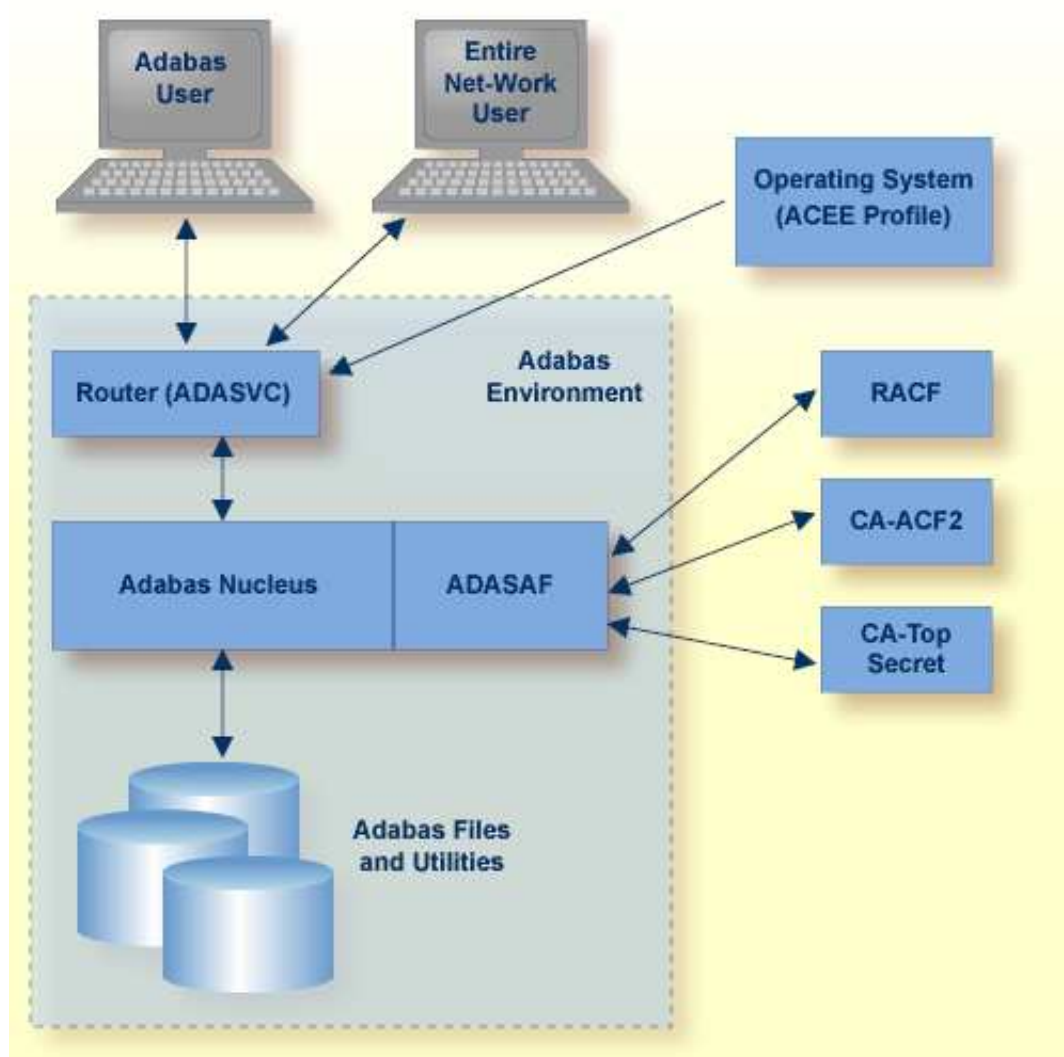 Adabas
User
Entire
Net-Work
User
Operating System
(ACEE Profile)
Router (ADASVC)
Adabas
Environment
RACF
CA-ACF2
Adabas Nucleus
ADASAF
CA-Top
Secret
Adabas Files
and Utilities